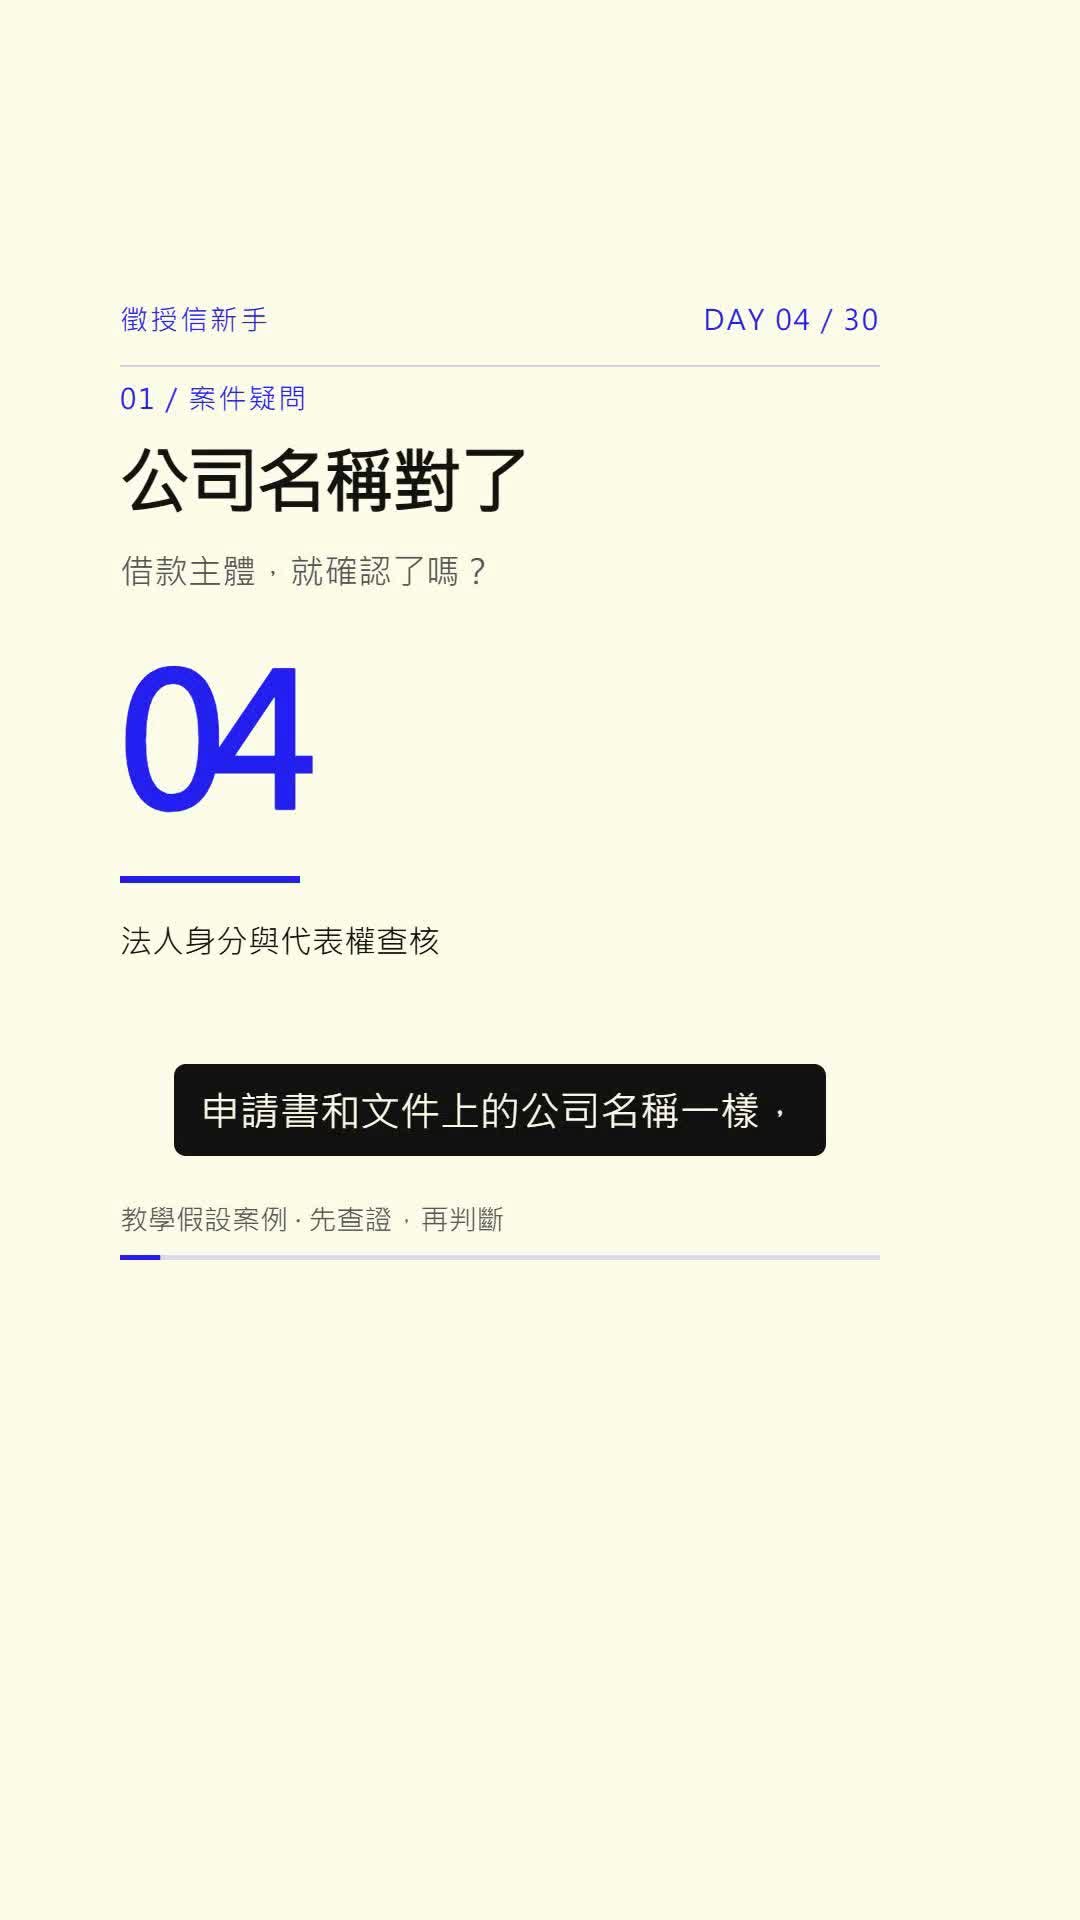 徵授信新手
DAY 04 / 30
01 / 案件疑問
公司名稱對了
借款主體，就確認了嗎？
04
法人身分與代表權查核
申請書和文件上的公司名稱一樣，
教學假設案例·先查證，再判斷